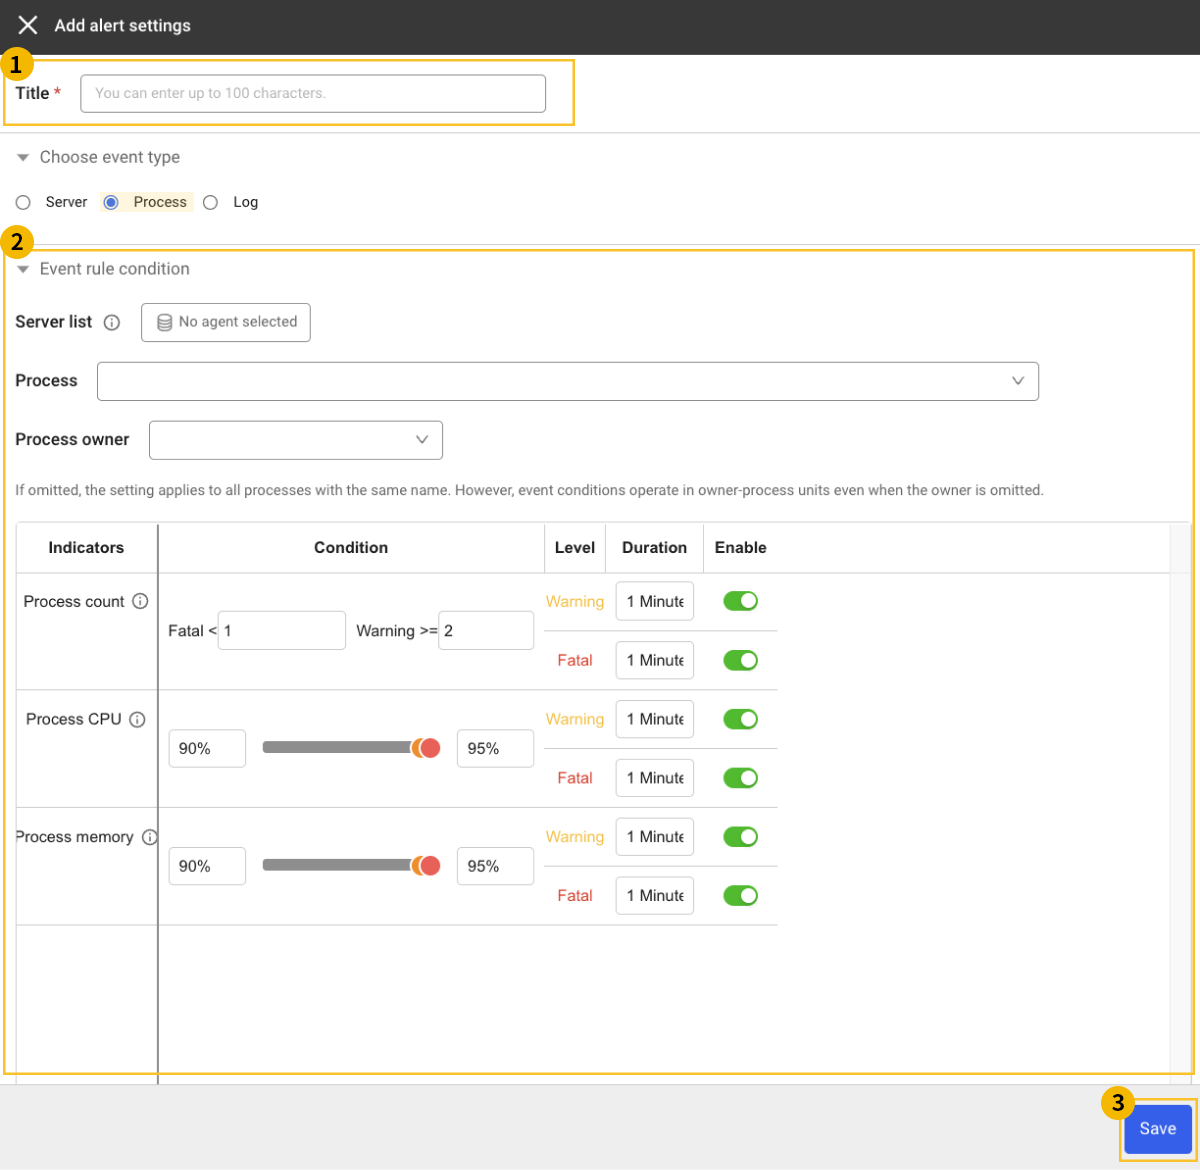 Add alert settings
1
Title *
You can enter up to 100 characters.
Choose event type
Server Process Log
2
Event rule condition
Server list No agent selected
Process
Process owner
If omitted, the setting applies to all processes with the same name. However, event conditions operate in owner-process units even when the owner is omitted.
Indicators Condition Level Duration Enable
Process count Fatal < 1 Warning >= 2 Warning 1 Minute
Fatal 1 Minute
Process CPU 90% 95% Warning 1 Minute
Fatal 1 Minute
Process memory 90% 95% Warning 1 Minute
Fatal 1 Minute
3
Save